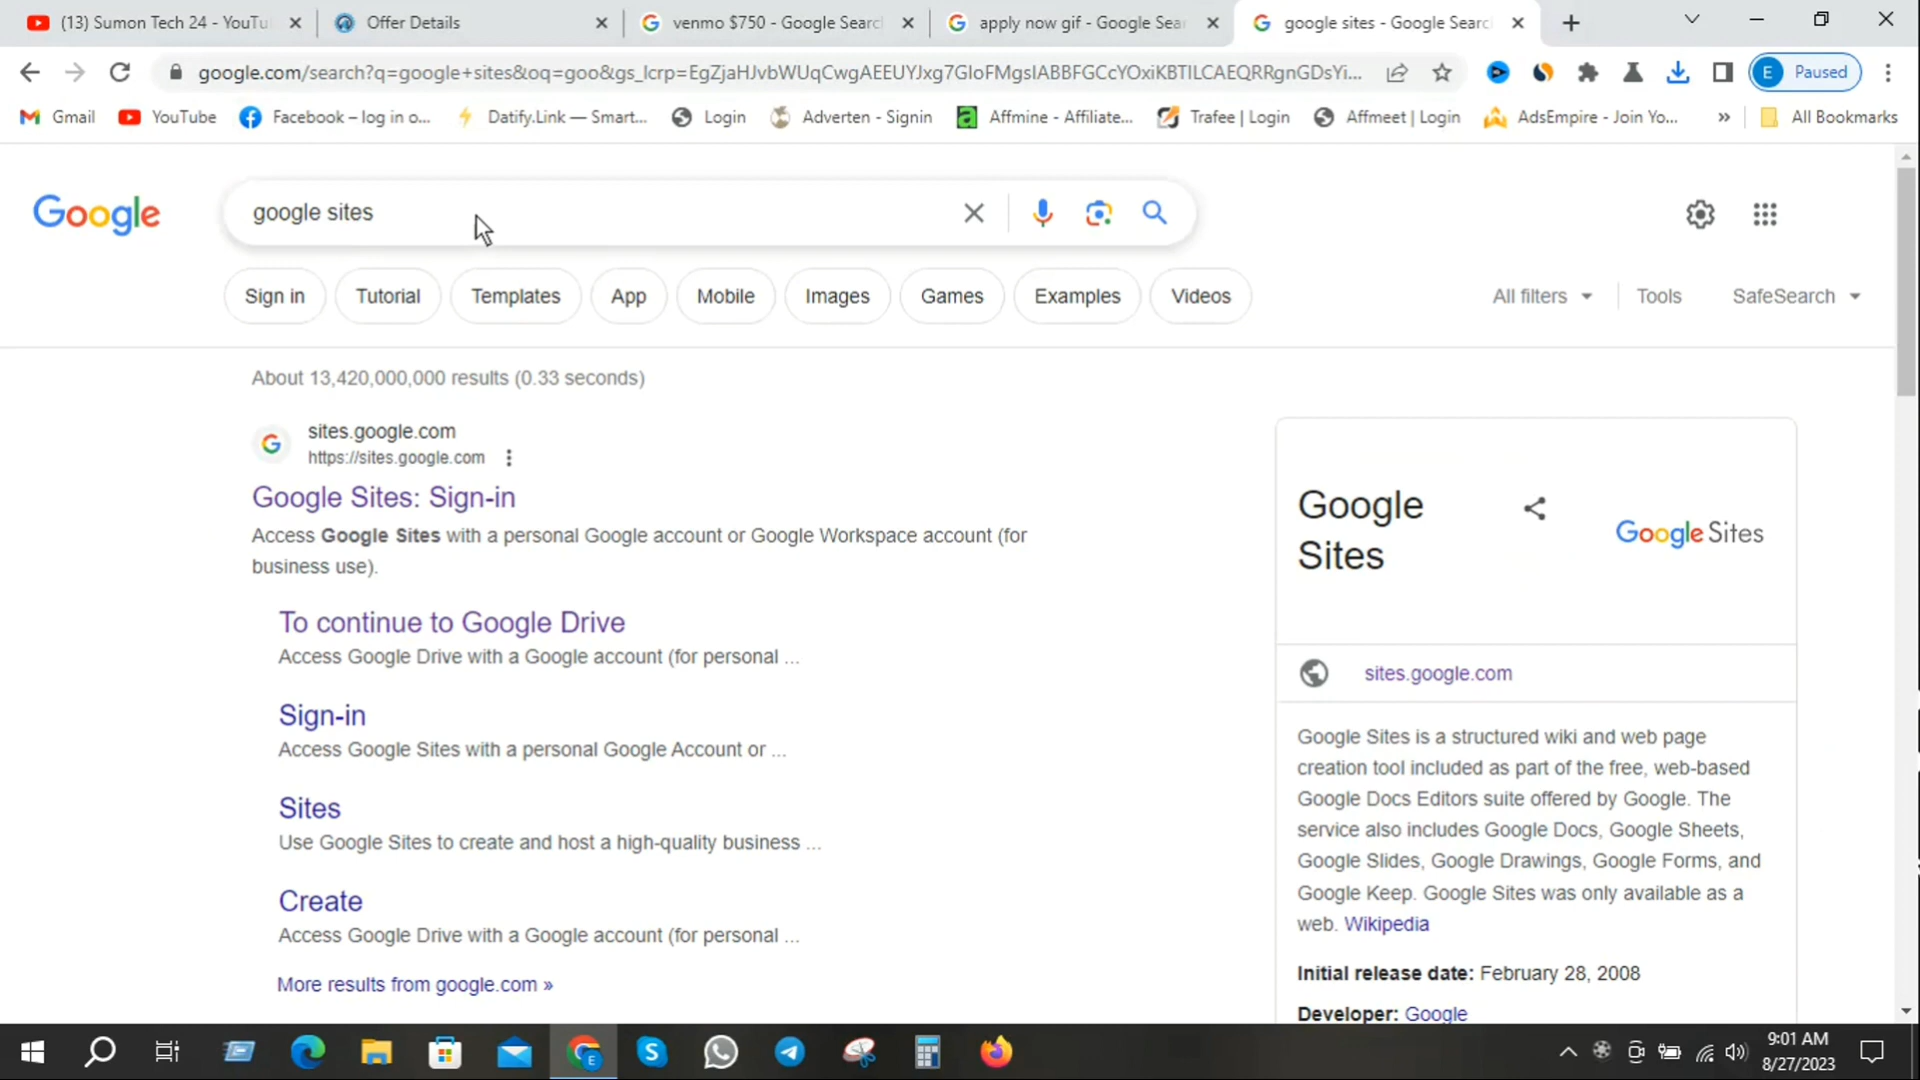 (13) Sumon Tech 24 - YouTu
Offer Details
venmo $750 - Google Searc
apply now gif - Google Sea
google sites - Google Searc
google.com/search?q=google+sites&oq=goo&gs_lcrp=EgZjaHJvbWUqCwgAEEUYJxg7GIoFMgsIABBFGCcYOxiKBTILCAEQRRgnGDsYi...
E
Paused
Gmail
YouTube
Facebook – log in o...
Datify.Link — Smart...
Login
Adverten - Signin
Affmine - Affiliate...
Trafee | Login
Affmeet | Login
AdsEmpire - Join Yo...
»
All Bookmarks
Google
google sites
Sign in
Tutorial
Templates
App
Mobile
Images
Games
Examples
Videos
All filters
Tools
SafeSearch
About 13,420,000,000 results (0.33 seconds)
sites.google.com
https://sites.google.com
Google Sites: Sign-in
Access Google Sites with a personal Google account or Google Workspace account (for
business use).
To continue to Google Drive
Access Google Drive with a Google account (for personal ...
Sign-in
Access Google Sites with a personal Google Account or ...
Sites
Use Google Sites to create and host a high-quality business ...
Create
Access Google Drive with a Google account (for personal ...
More results from google.com »
Google
Sites
Google Sites
sites.google.com
Google Sites is a structured wiki and web page
creation tool included as part of the free, web-based
Google Docs Editors suite offered by Google. The
service also includes Google Docs, Google Sheets,
Google Slides, Google Drawings, Google Forms, and
Google Keep. Google Sites was only available as a
web. Wikipedia
Initial release date: February 28, 2008
Developer: Google
9:01 AM
8/27/2023